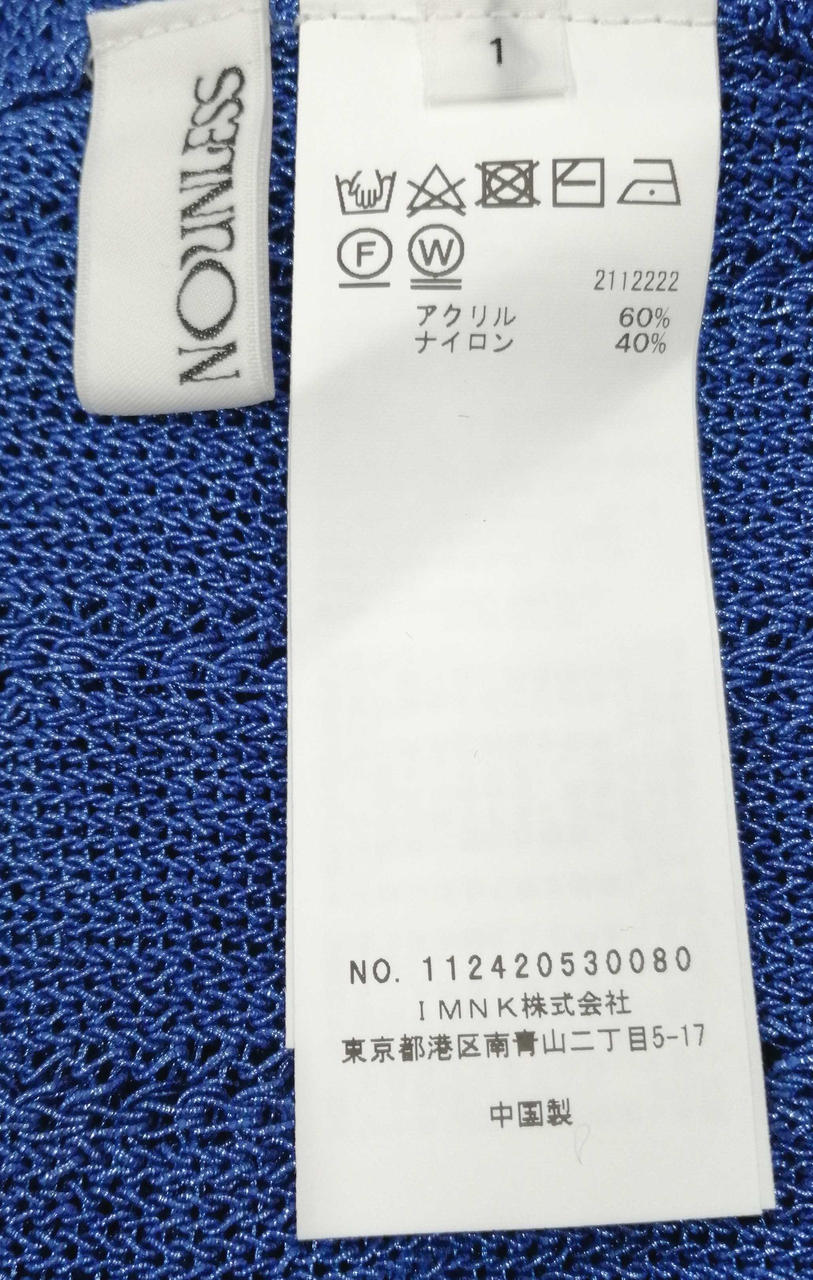 NOUNLESS
1
F W
2112222
アクリル 60%
ナイロン 40%
NO. 112420530080
IMNK株式会社
東京都港区南青山二丁目5-17
中国製